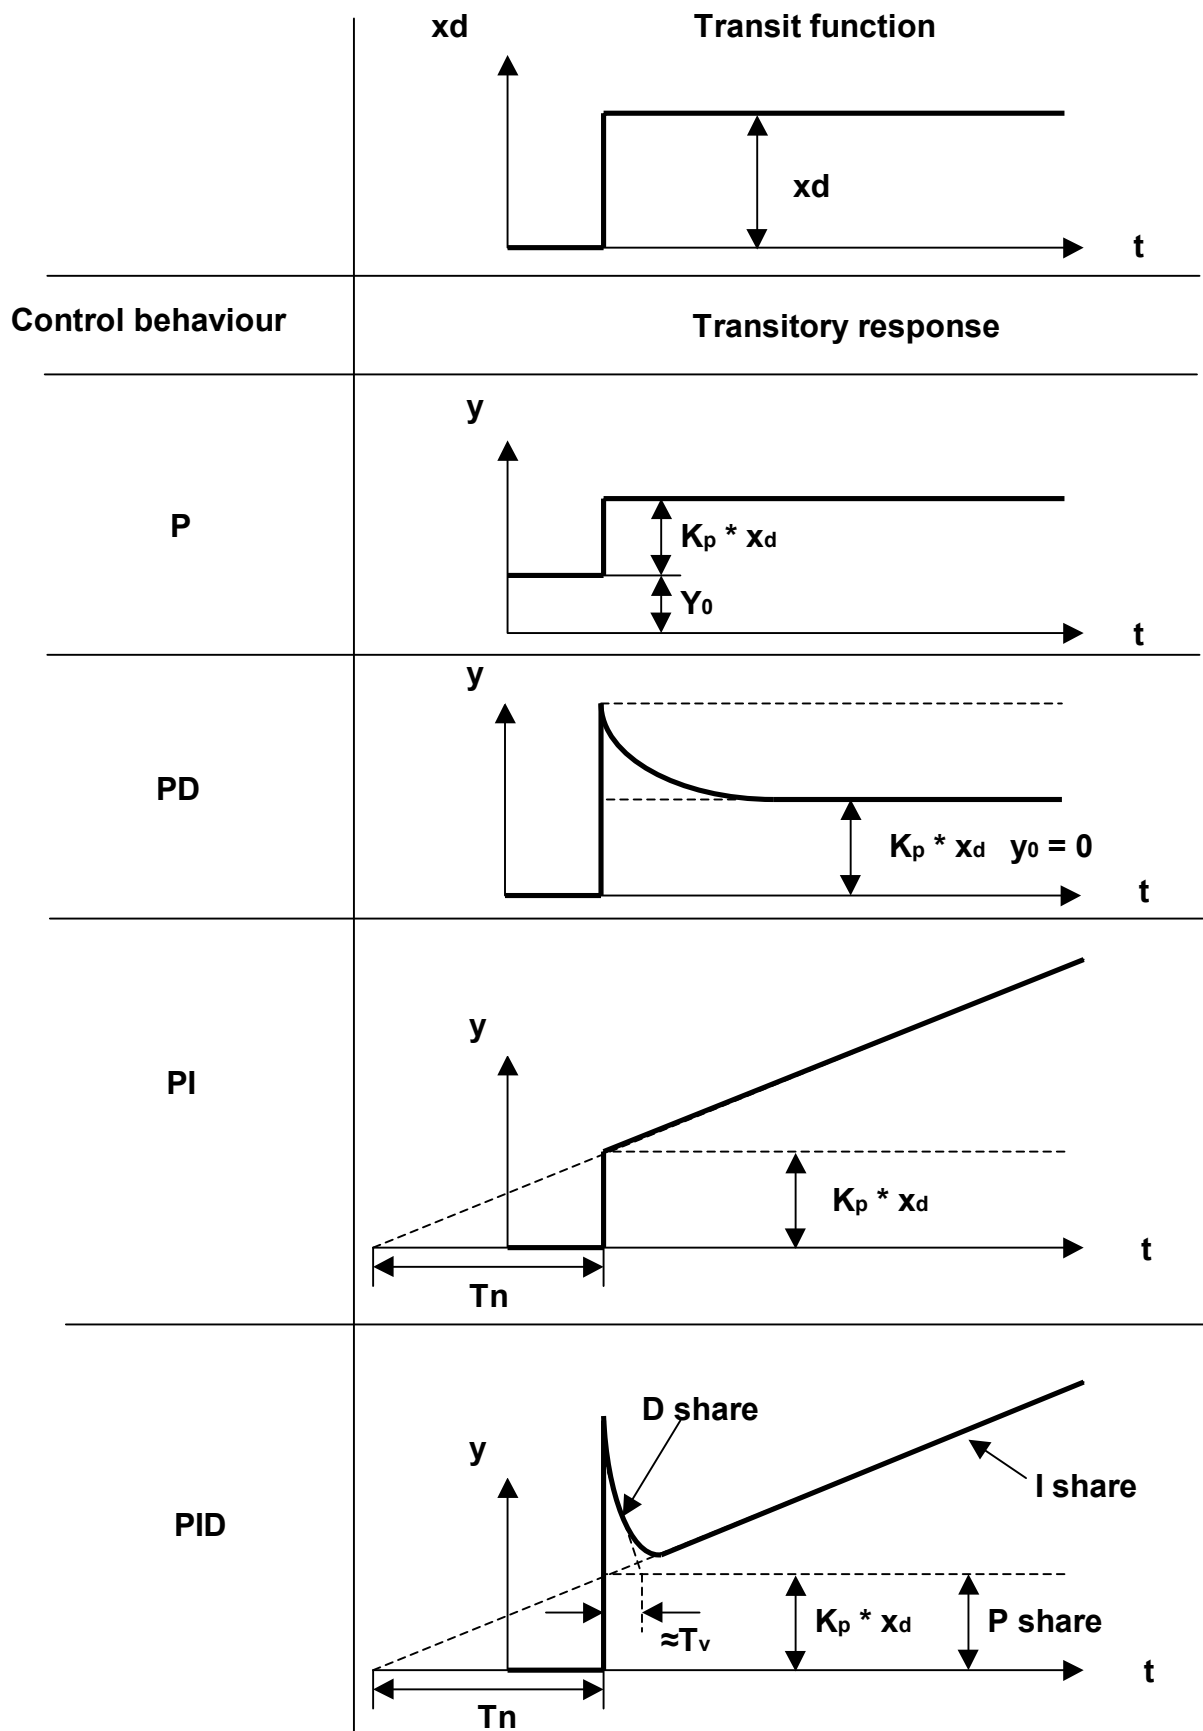 xd
Transit function
xd
t
Control behaviour
Transitory response
y
P
Kp * xd
Y0
t
y
PD
Kp * xd y0 = 0
t
y
PI
Kp * xd
t
Tn
D share
y
I share
PID
Kp * xd
P share
≈Tv
t
Tn